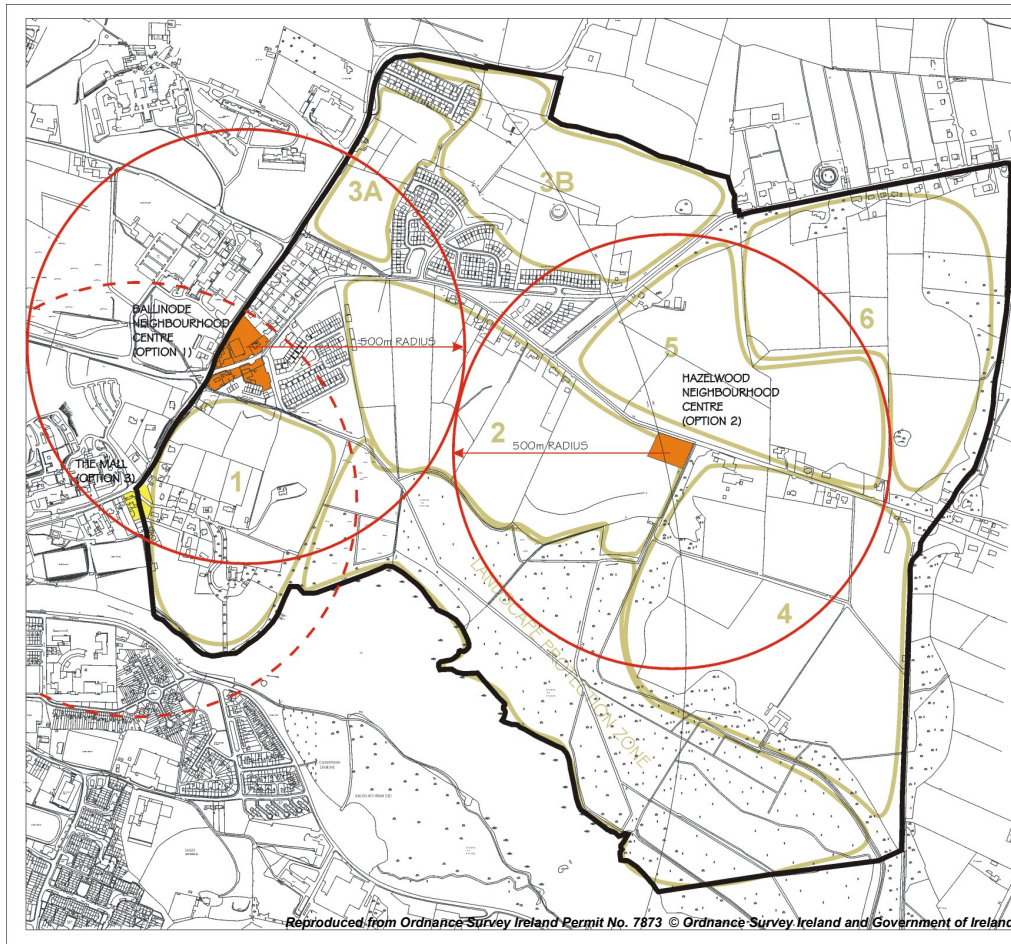 3A
3B
BALLINODE
NEIGHBOURHOOD
CENTRE
(OPTION 1)
500m RADIUS
6
5
HAZELWOOD
NEIGHBOURHOOD
CENTRE
(OPTION 2)
2
500m RADIUS
THE MALL
(OPTION 3)
1
LANDSCAPE PROTECTION ZONE
4
Reproduced from Ordnance Survey Ireland Permit No. 7873 © Ordnance Survey Ireland and Government of Ireland